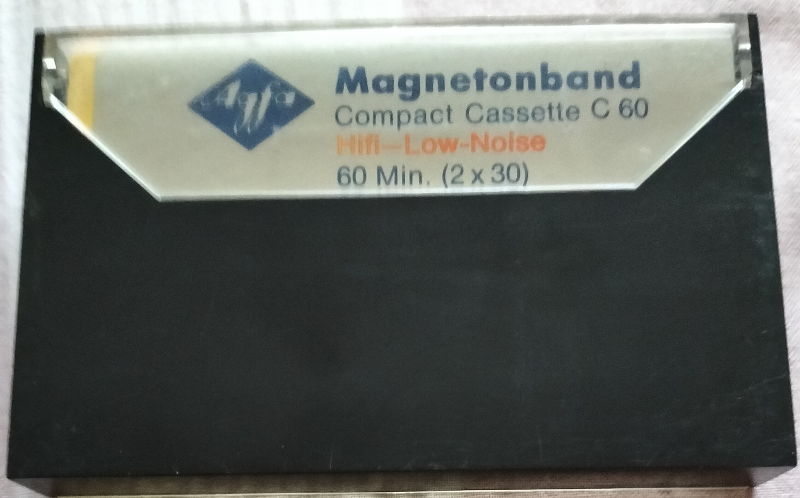 Agfa
Magnetonband
Compact Cassette C 60
Hifi-Low-Noise
60 Min. (2 x 30)